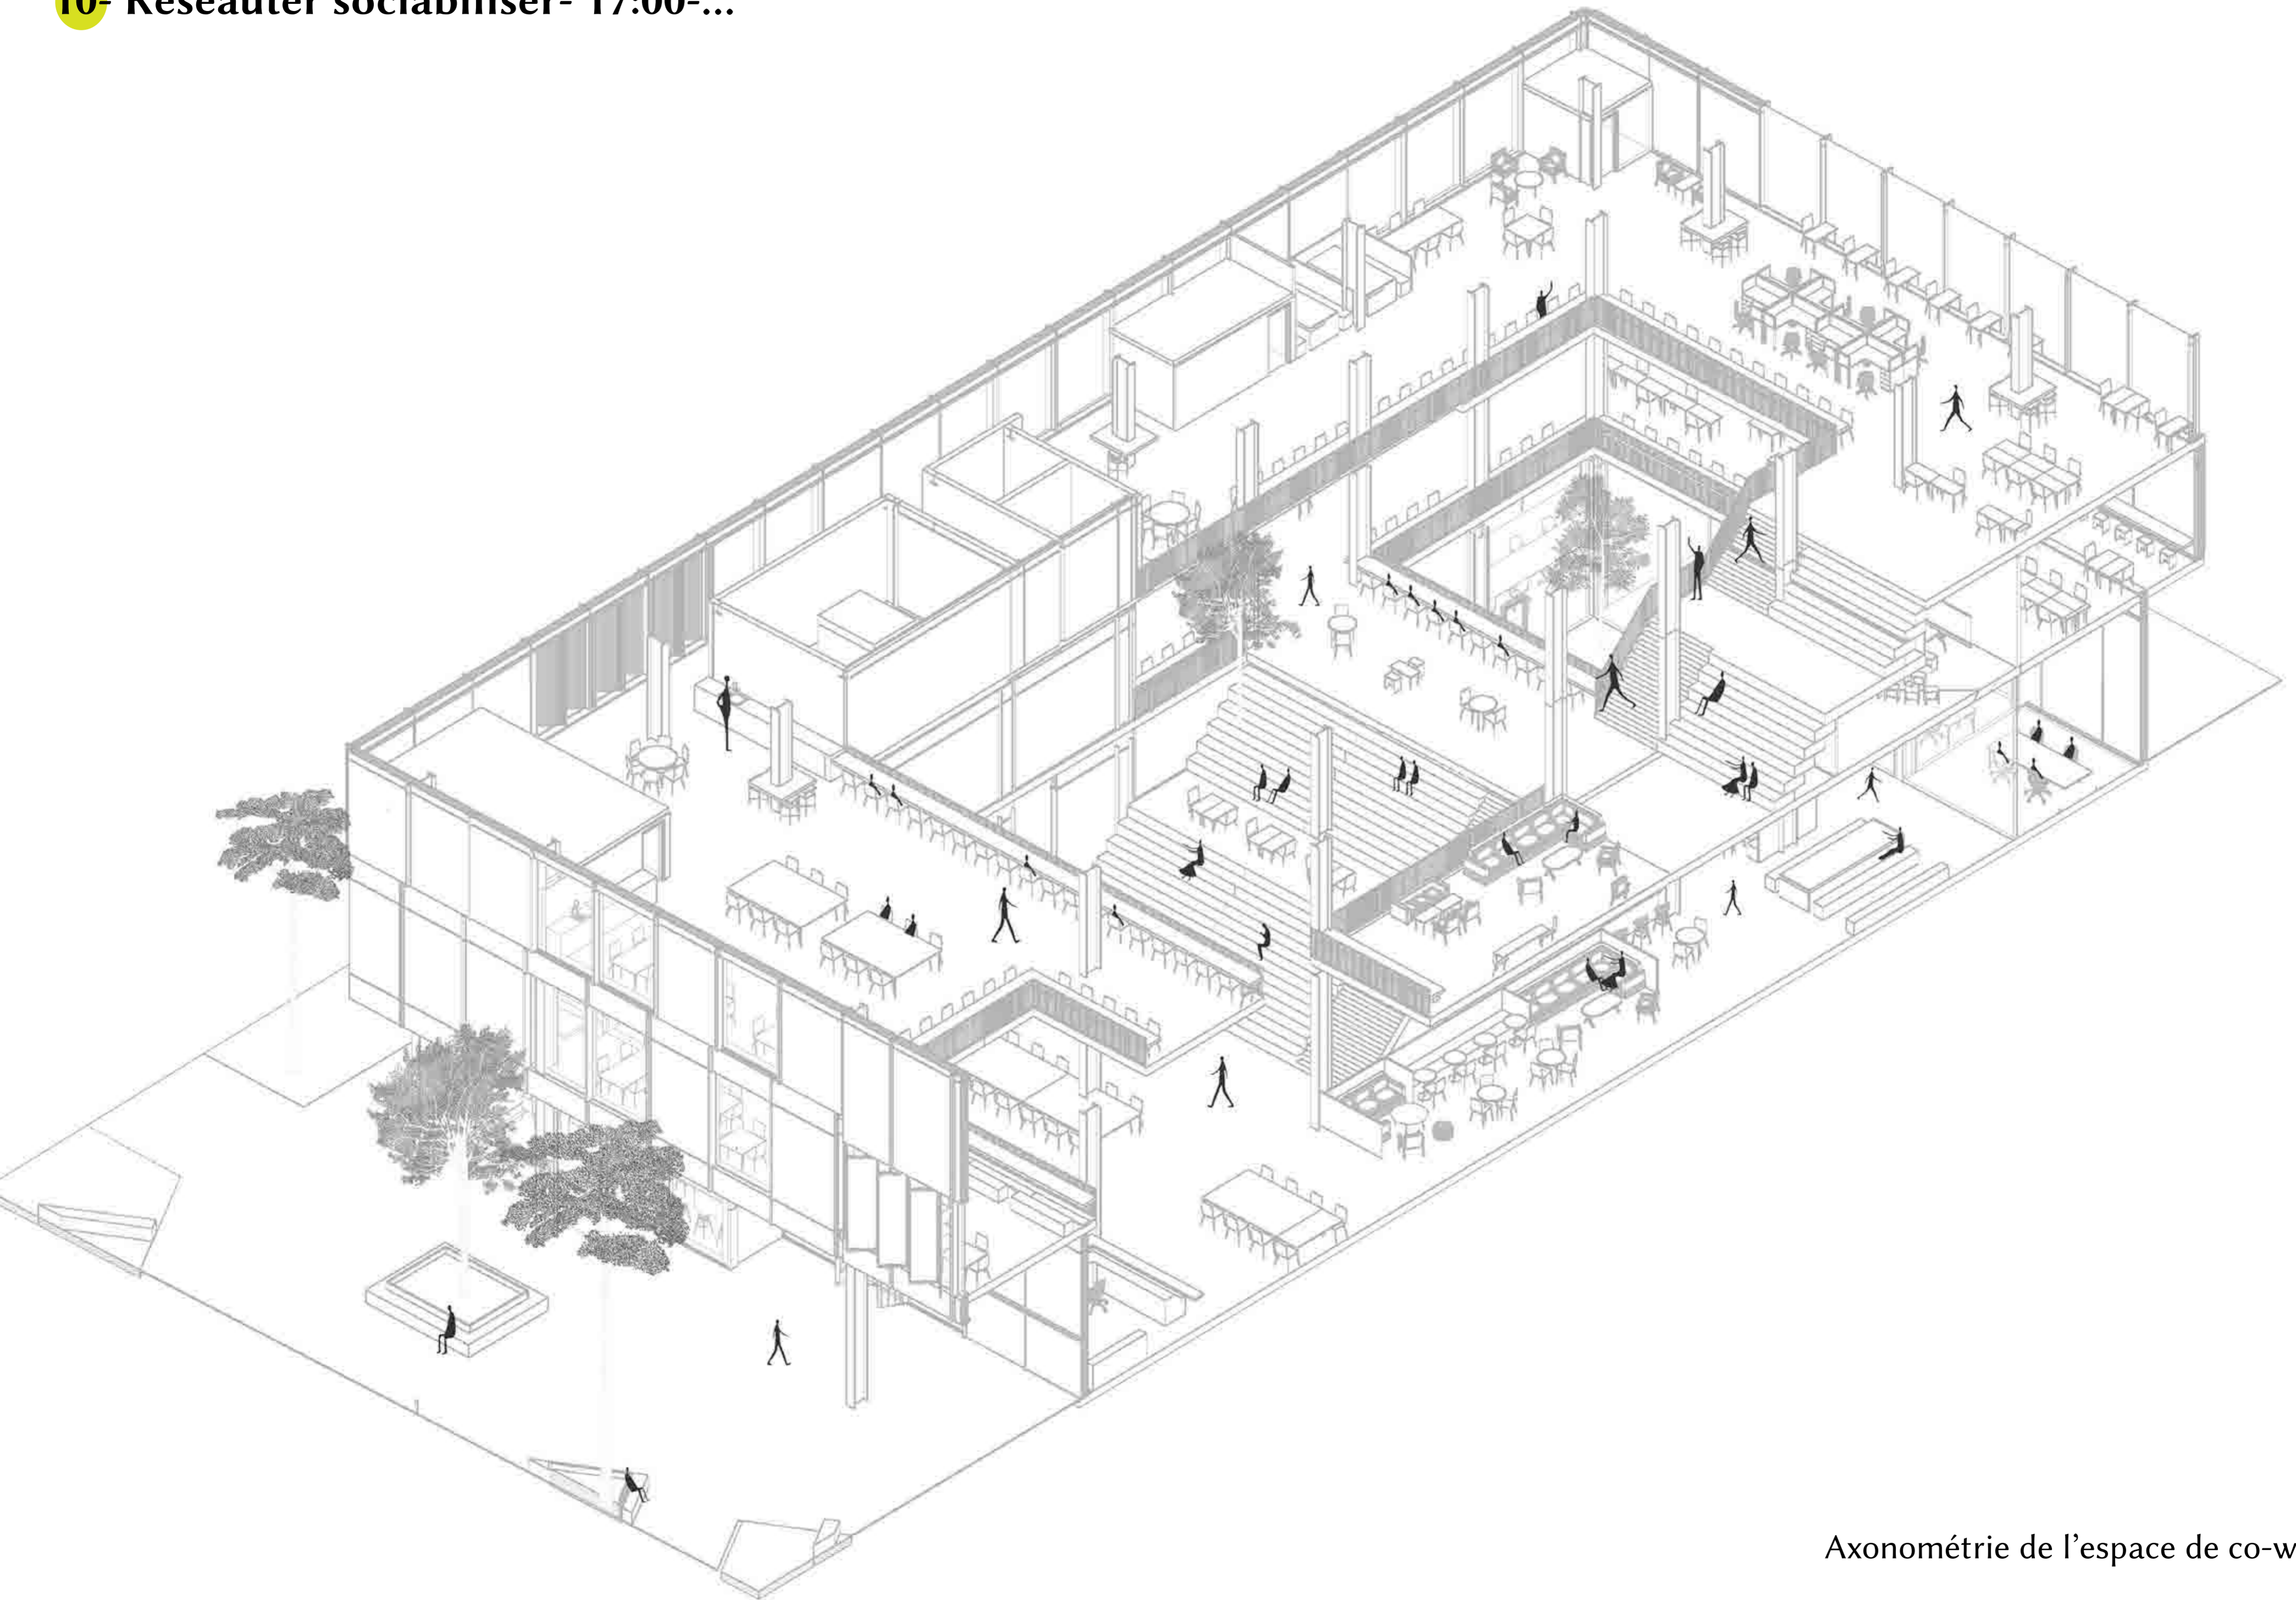 10- Réseauter sociabiliser- 17:00-...
Axonométrie de l'espace de co-w